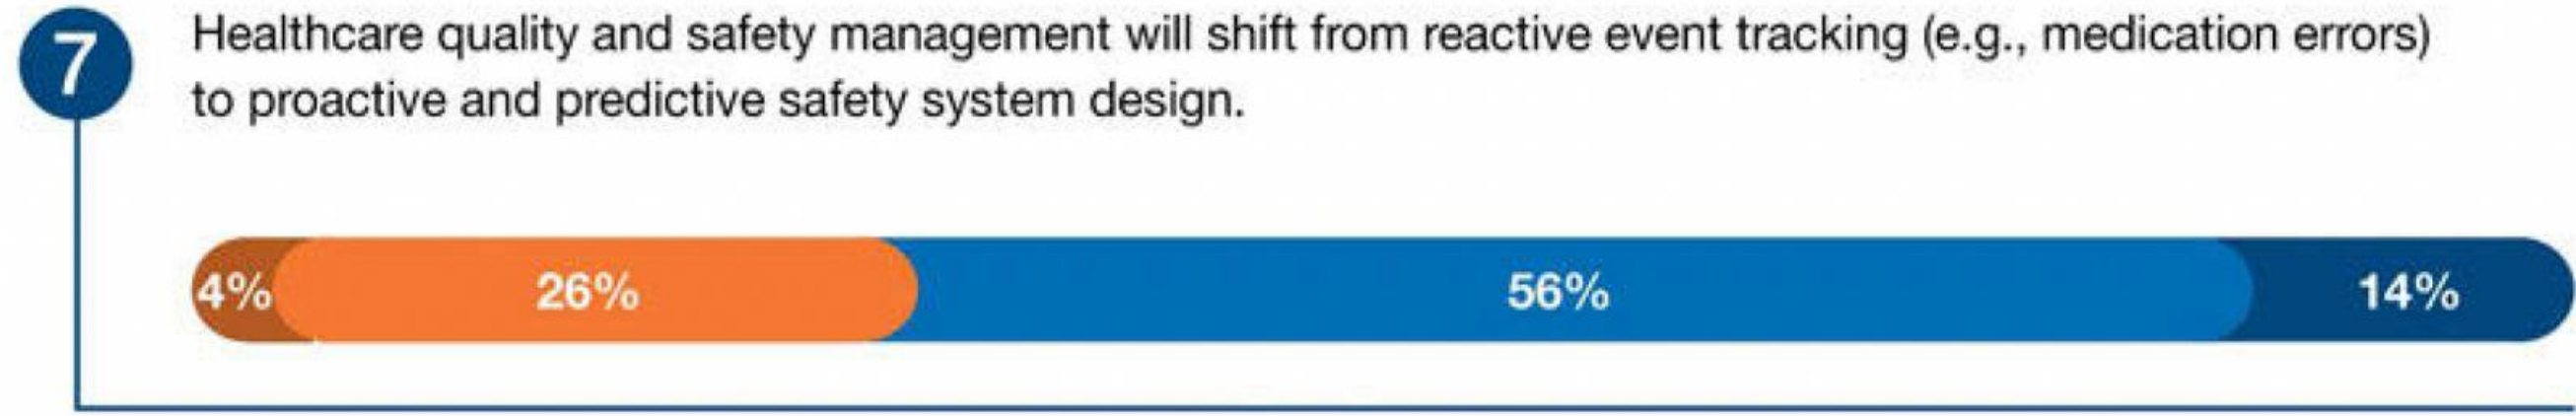 7
Healthcare quality and safety management will shift from reactive event tracking (e.g., medication errors)
to proactive and predictive safety system design.
4% 26% 56% 14%